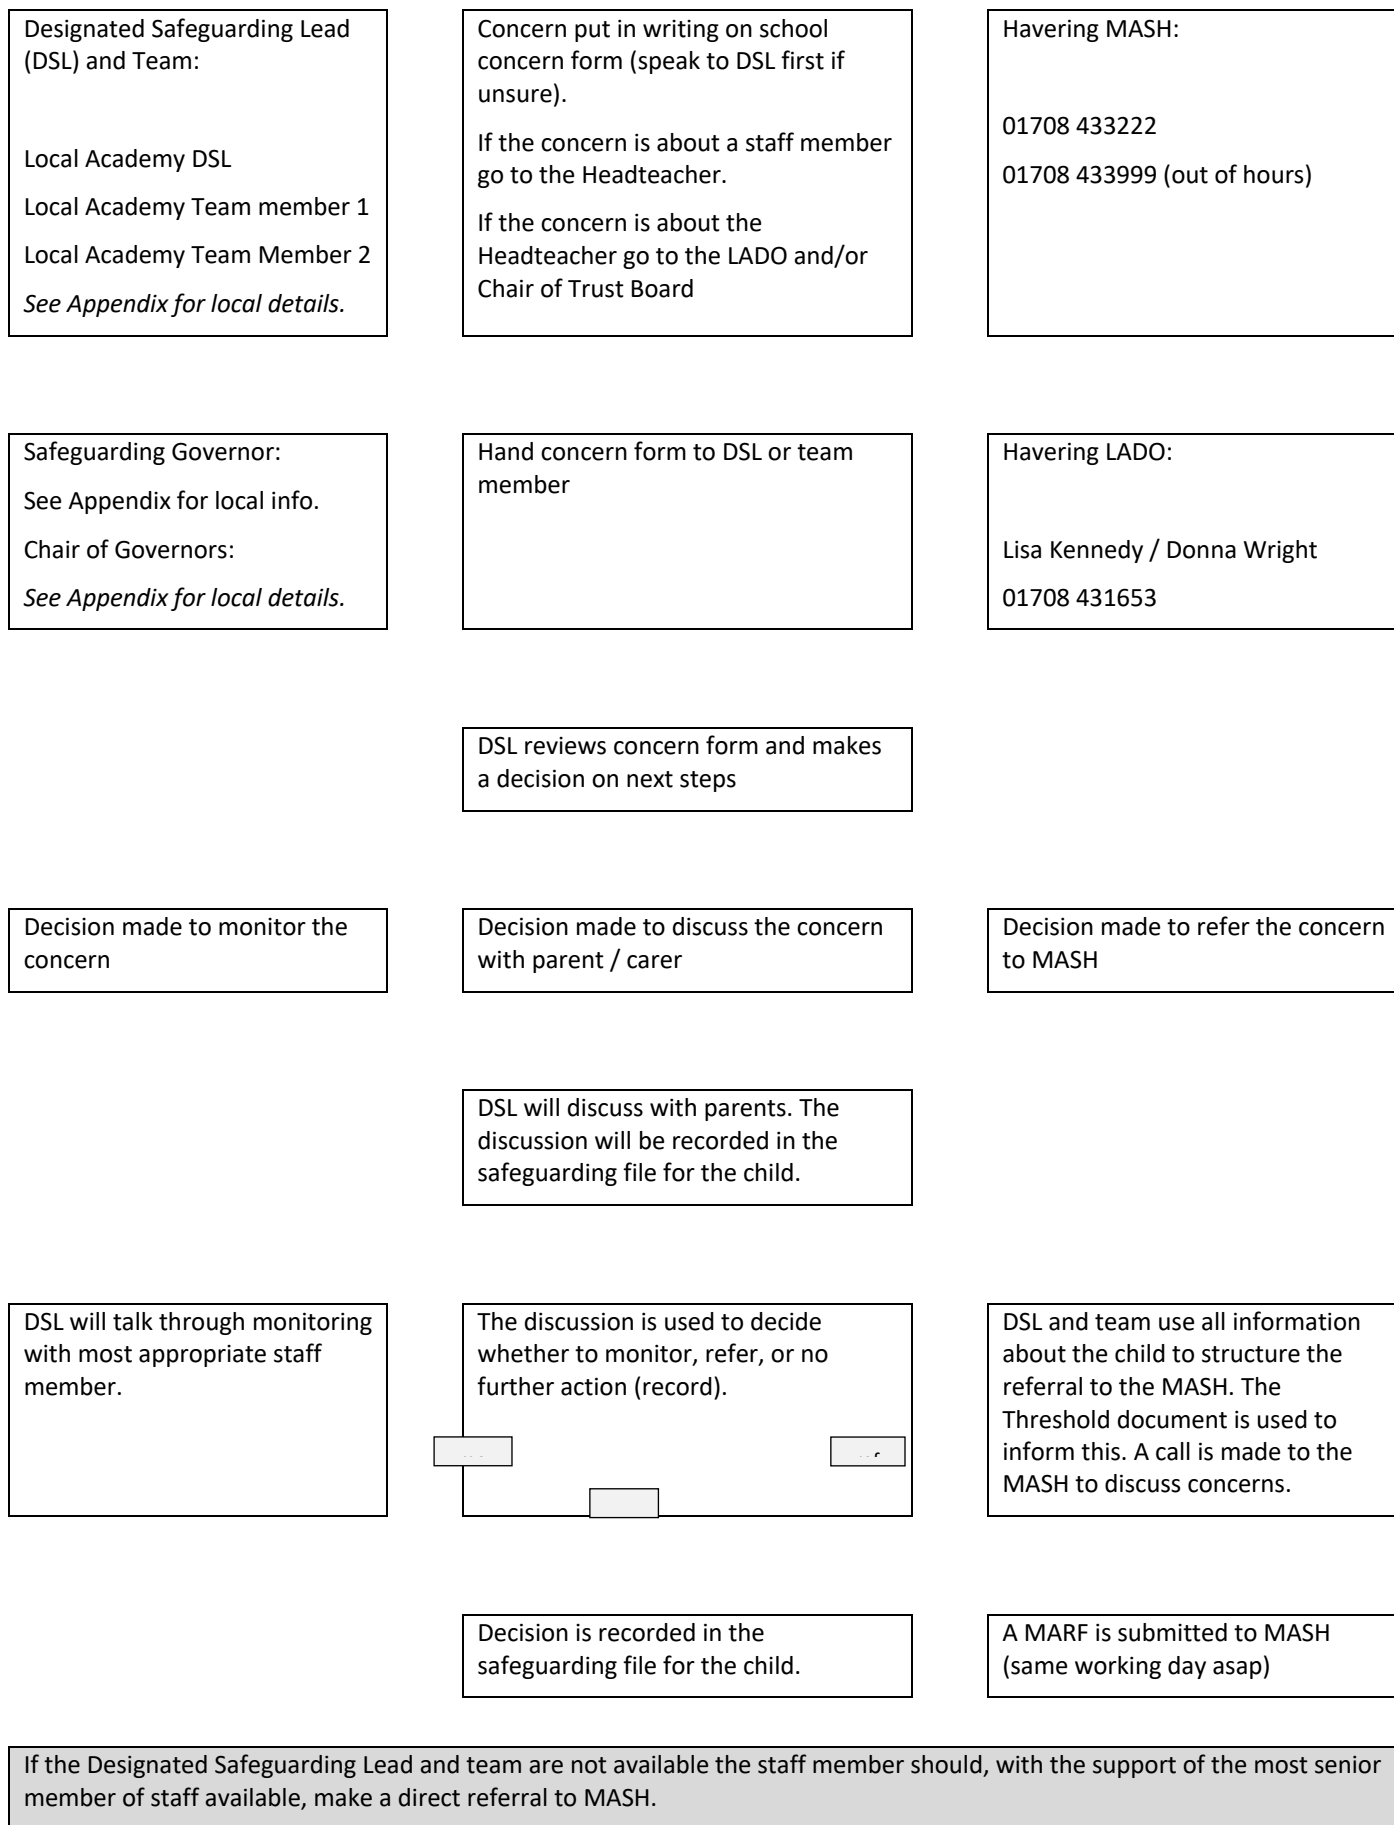 Designated Safeguarding Lead
(DSL) and Team:
Local Academy DSL
Local Academy Team member 1
Local Academy Team Member 2
See Appendix for local details.
Concern put in writing on school
concern form (speak to DSL first if
unsure).
If the concern is about a staff member
go to the Headteacher.
If the concern is about the
Headteacher go to the LADO and/or
Chair of Trust Board
Havering MASH:
01708 433222
01708 433999 (out of hours)
Safeguarding Governor:
See Appendix for local info.
Chair of Governors:
See Appendix for local details.
Hand concern form to DSL or team
member
Havering LADO:
Lisa Kennedy / Donna Wright
01708 431653
DSL reviews concern form and makes
a decision on next steps
Decision made to monitor the
concern
Decision made to discuss the concern
with parent / carer
Decision made to refer the concern
to MASH
DSL will discuss with parents. The
discussion will be recorded in the
safeguarding file for the child.
DSL will talk through monitoring
with most appropriate staff
member.
The discussion is used to decide
whether to monitor, refer, or no
further action (record).
DSL and team use all information
about the child to structure the
referral to the MASH. The
Threshold document is used to
inform this. A call is made to the
MASH to discuss concerns.
Decision is recorded in the
safeguarding file for the child.
A MARF is submitted to MASH
(same working day asap)
If the Designated Safeguarding Lead and team are not available the staff member should, with the support of the most senior
member of staff available, make a direct referral to MASH.